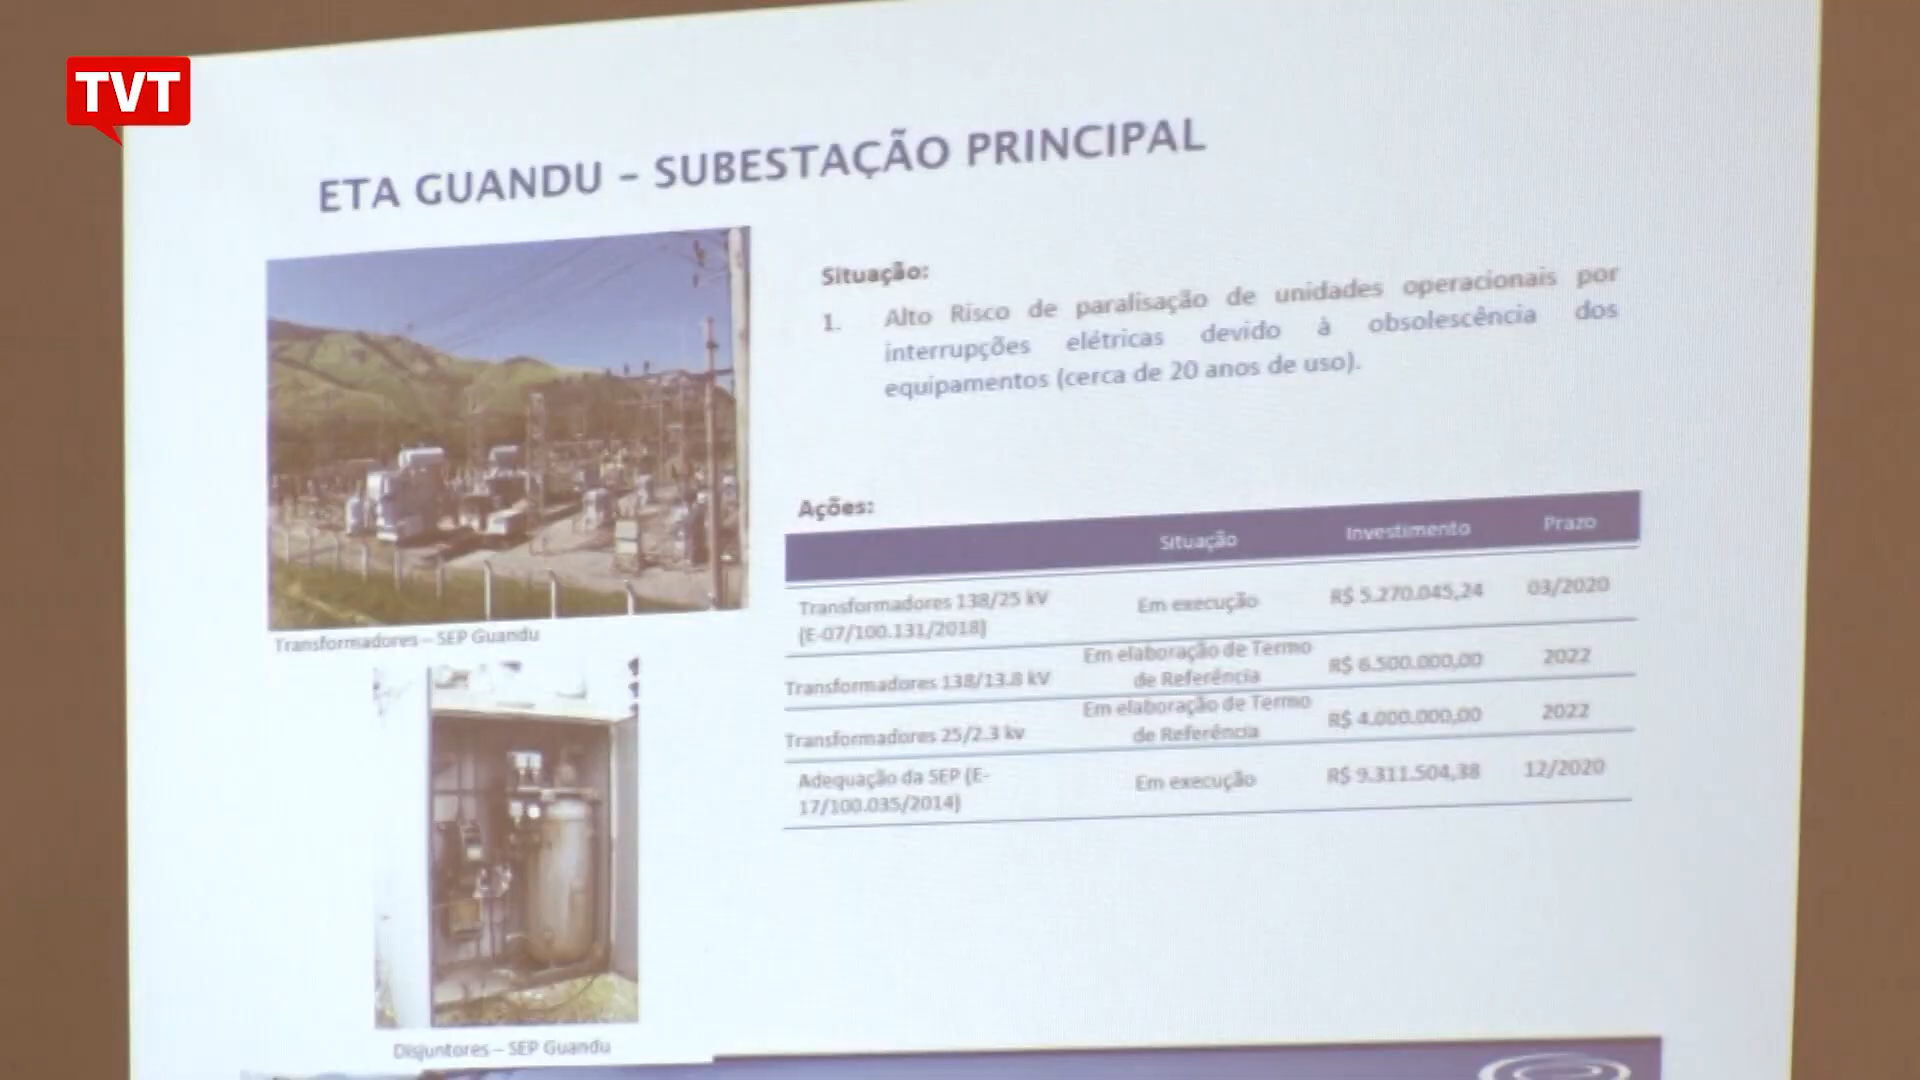 TVT
ETA GUANDU – SUBESTAÇÃO PRINCIPAL
Situação:
1. Alto Risco de paralisação de unidades operacionais por
interrupções elétricas devido à obsolescência dos
equipamentos (cerca de 20 anos de uso).
Transformadores – SEP Guandu
Disjuntores – SEP Guandu
Ações:
Situação Investimento Prazo
Transformadores 138/25 kV
(E-07/100.131/2018)
Em execução R$ 5.270.045,24 03/2020
Transformadores 138/13.8 kV
Em elaboração de Termo
de Referência
R$ 6.500.000,00 2022
Transformadores 25/2.3 kv
Em elaboração de Termo
de Referência
R$ 4.000.000,00 2022
Adequação da SEP (E-
17/100.035/2014)
Em execução R$ 9.311.504,38 12/2020